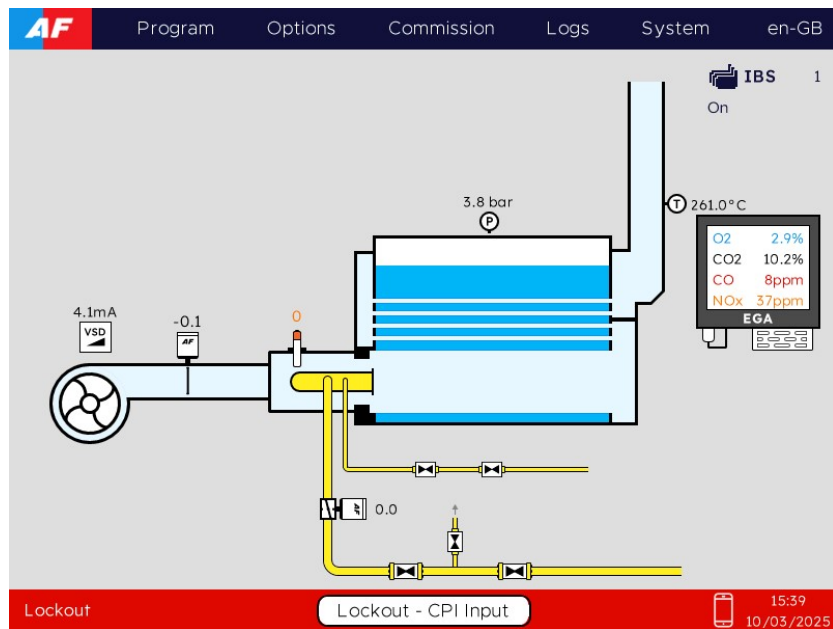 AF Program Options Commission Logs System en-GB
IBS 1
On
3.8 bar
P
T 261.0°C
O2 2.9%
CO2 10.2%
CO 8ppm
NOx 37ppm
EGA
4.1mA
VSD
-0.1
AF
0
AF 0.0
Lockout
Lockout - CPI Input
15:39
10/03/2025